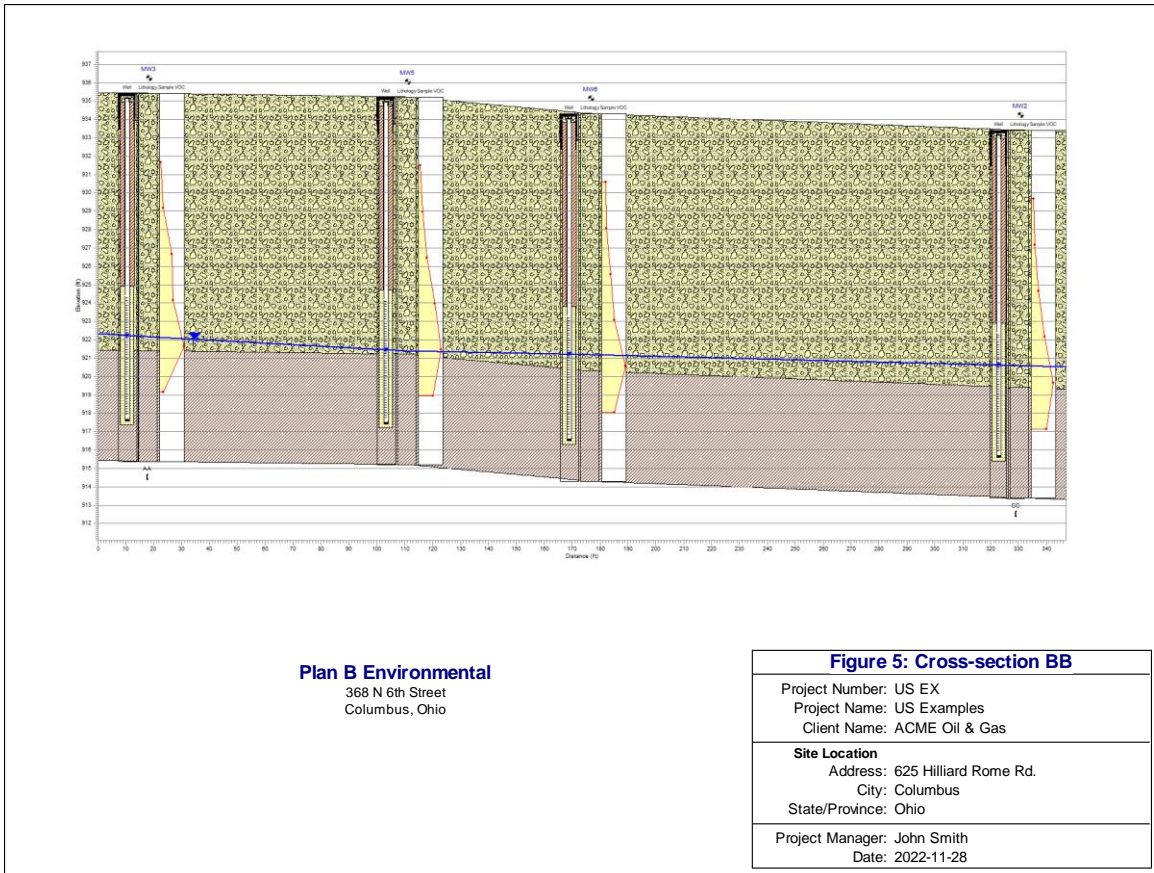 MW3
MW5
MW6
MW2
Well Lithology Sample VOC
Well Lithology Sample VOC
Well Lithology Sample VOC
Well Lithology Sample VOC
937
936
935
934
933
932
931
930
929
928
927
926
925
924
923
922
921
920
919
918
917
916
915
914
913
912
Elevation (ft)
AA
CC
0 10 20 30 40 50 60 70 80 90 100 110 120 130 140 150 160 170 180 190 200 210 220 230 240 250 260 270 280 290 300 310 320 330 340
Distance (ft)
Plan B Environmental
368 N 6th Street
Columbus, Ohio
Figure 5: Cross-section BB
Project Number: US EX
Project Name: US Examples
Client Name: ACME Oil & Gas
Site Location
Address: 625 Hilliard Rome Rd.
City: Columbus
State/Province: Ohio
Project Manager: John Smith
Date: 2022-11-28